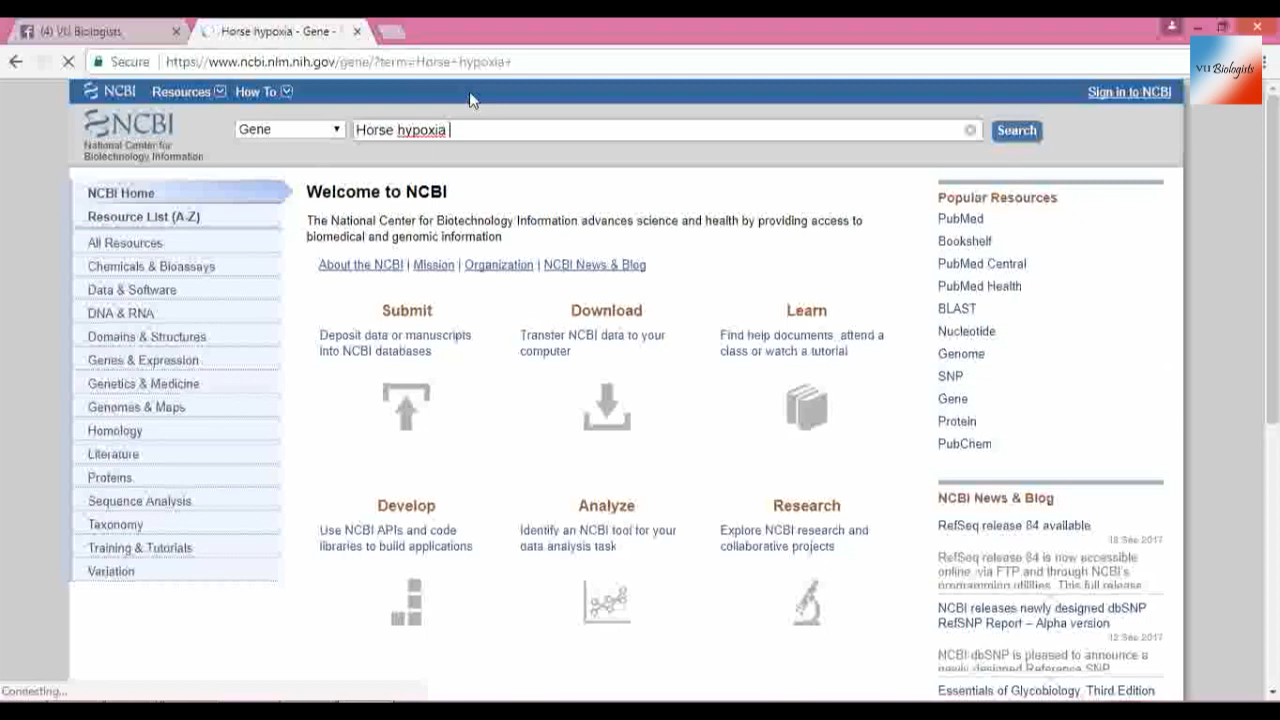 (4) VU Biologists
Horse hypoxia - Gene -
Secure
https://www.ncbi.nlm.nih.gov/gene/?term=Horse+hypoxia+
VU Biologists
NCBI Resources How To
Sign in to NCBI
NCBI
National Center for
Biotechnology Information
Gene
Horse hypoxia
Search
NCBI Home
Resource List (A-Z)
All Resources
Chemicals & Bioassays
Data & Software
DNA & RNA
Domains & Structures
Genes & Expression
Genetics & Medicine
Genomes & Maps
Homology
Literature
Proteins
Sequence Analysis
Taxonomy
Training & Tutorials
Variation
Welcome to NCBI
The National Center for Biotechnology Information advances science and health by providing access to
biomedical and genomic information
About the NCBI | Mission | Organization | NCBI News & Blog
Submit
Deposit data or manuscripts
into NCBI databases
Download
Transfer NCBI data to your
computer
Learn
Find help documents, attend a
class or watch a tutorial
Develop
Use NCBI APIs and code
libraries to build applications
Analyze
Identify an NCBI tool for your
data analysis task
Research
Explore NCBI research and
collaborative projects
Popular Resources
PubMed
Bookshelf
PubMed Central
PubMed Health
BLAST
Nucleotide
Genome
SNP
Gene
Protein
PubChem
NCBI News & Blog
RefSeq release 84 available
18 Sep 2017
RefSeq release 84 is now accessible
online, via FTP and through NCBI's
programming utilities. This full release
NCBI releases newly designed dbSNP
RefSNP Report – Alpha version
12 Sep 2017
NCBI dbSNP is pleased to announce a
newly designed Reference SNP
Essentials of Glycobiology, Third Edition
Connecting...